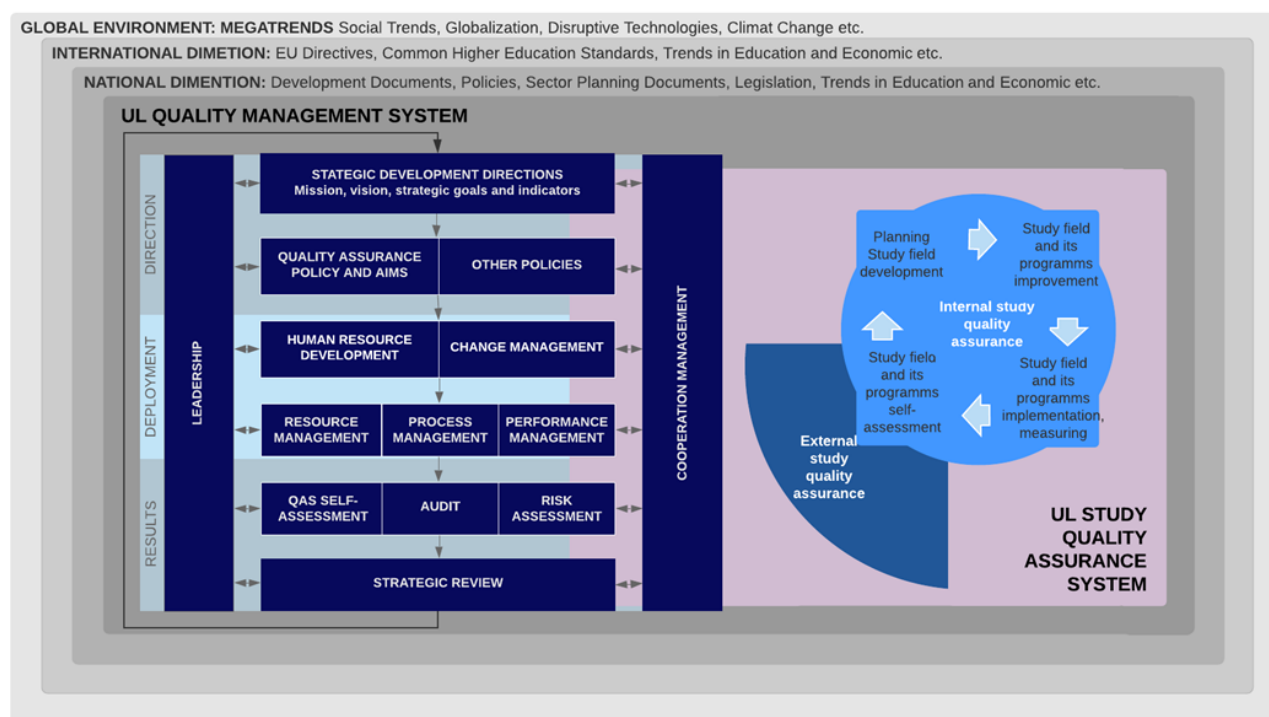 GLOBAL ENVIRONMENT: MEGATRENDS Social Trends, Globalization, Disruptive Technologies, Climat Change etc.
INTERNATIONAL DIMETION: EU Directives, Common Higher Education Standards, Trends in Education and Economic etc.
NATIONAL DIMENTION: Development Documents, Policies, Sector Planning Documents, Legislation, Trends in Education and Economic etc.
UL QUALITY MANAGEMENT SYSTEM
DIRECTION
DEPLOYMENT
RESULTS
LEADERSHIP
STATEGIC DEVELOPMENT DIRECTIONS
Mission, vision, strategic goals and indicators
QUALITY ASSURANCE
POLICY AND AIMS
OTHER POLICIES
HUMAN RESOURCE
DEVELOPMENT
CHANGE MANAGEMENT
RESOURCE
MANAGEMENT
PROCESS
MANAGEMENT
PERFORMANCE
MANAGEMENT
QAS SELF-
ASSESSMENT
AUDIT
RISK
ASSESSMENT
STRATEGIC REVIEW
COOPERATION MANAGEMENT
Planning
Study field
development
Study field
and its
programms
improvement
Internal study
quality
assurance
Study field
and its
programms
self-
assessment
Study field
and its
programms
implementation,
measuring
External
study
quality
assurance
UL STUDY
QUALITY
ASSURANCE
SYSTEM